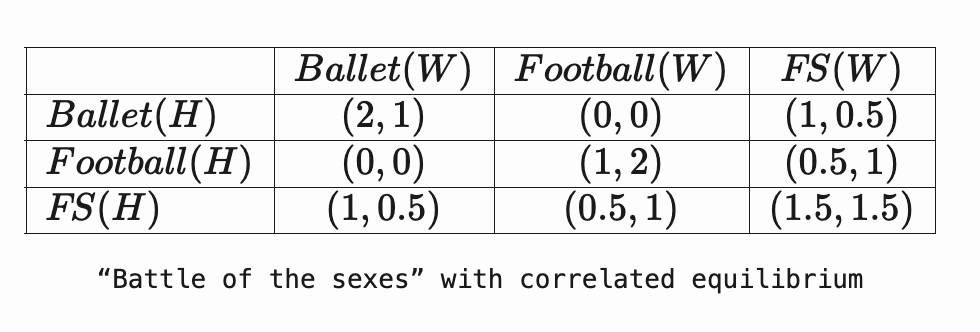 Ballet(W) Football(W) FS(W)
Ballet(H) (2, 1) (0, 0) (1, 0.5)
Football(H) (0, 0) (1, 2) (0.5, 1)
FS(H) (1, 0.5) (0.5, 1) (1.5, 1.5)
“Battle of the sexes” with correlated equilibrium